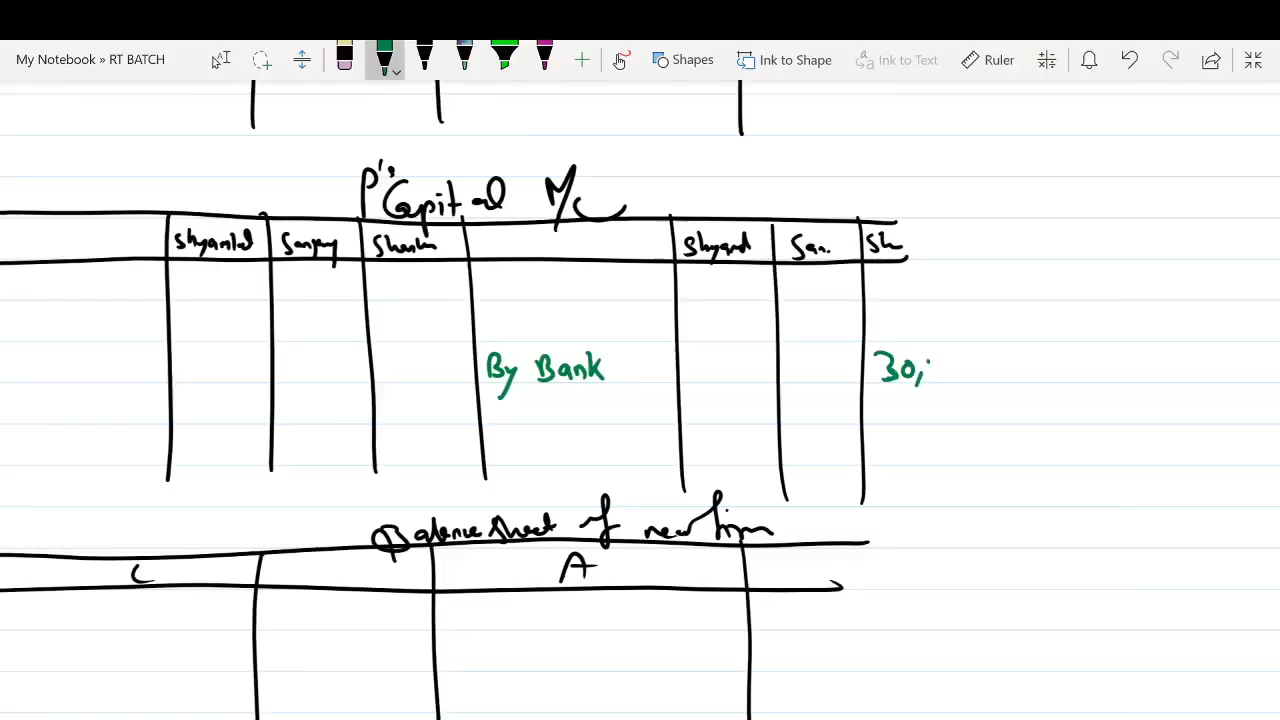 My Notebook » RT BATCH Shapes Ink to Shape Ink to Text Ruler
P's Capital A/C
Shyamlal Sanjay Shyamlal San. Sh
By Bank 30,
Balance Sheet of new firm
L A